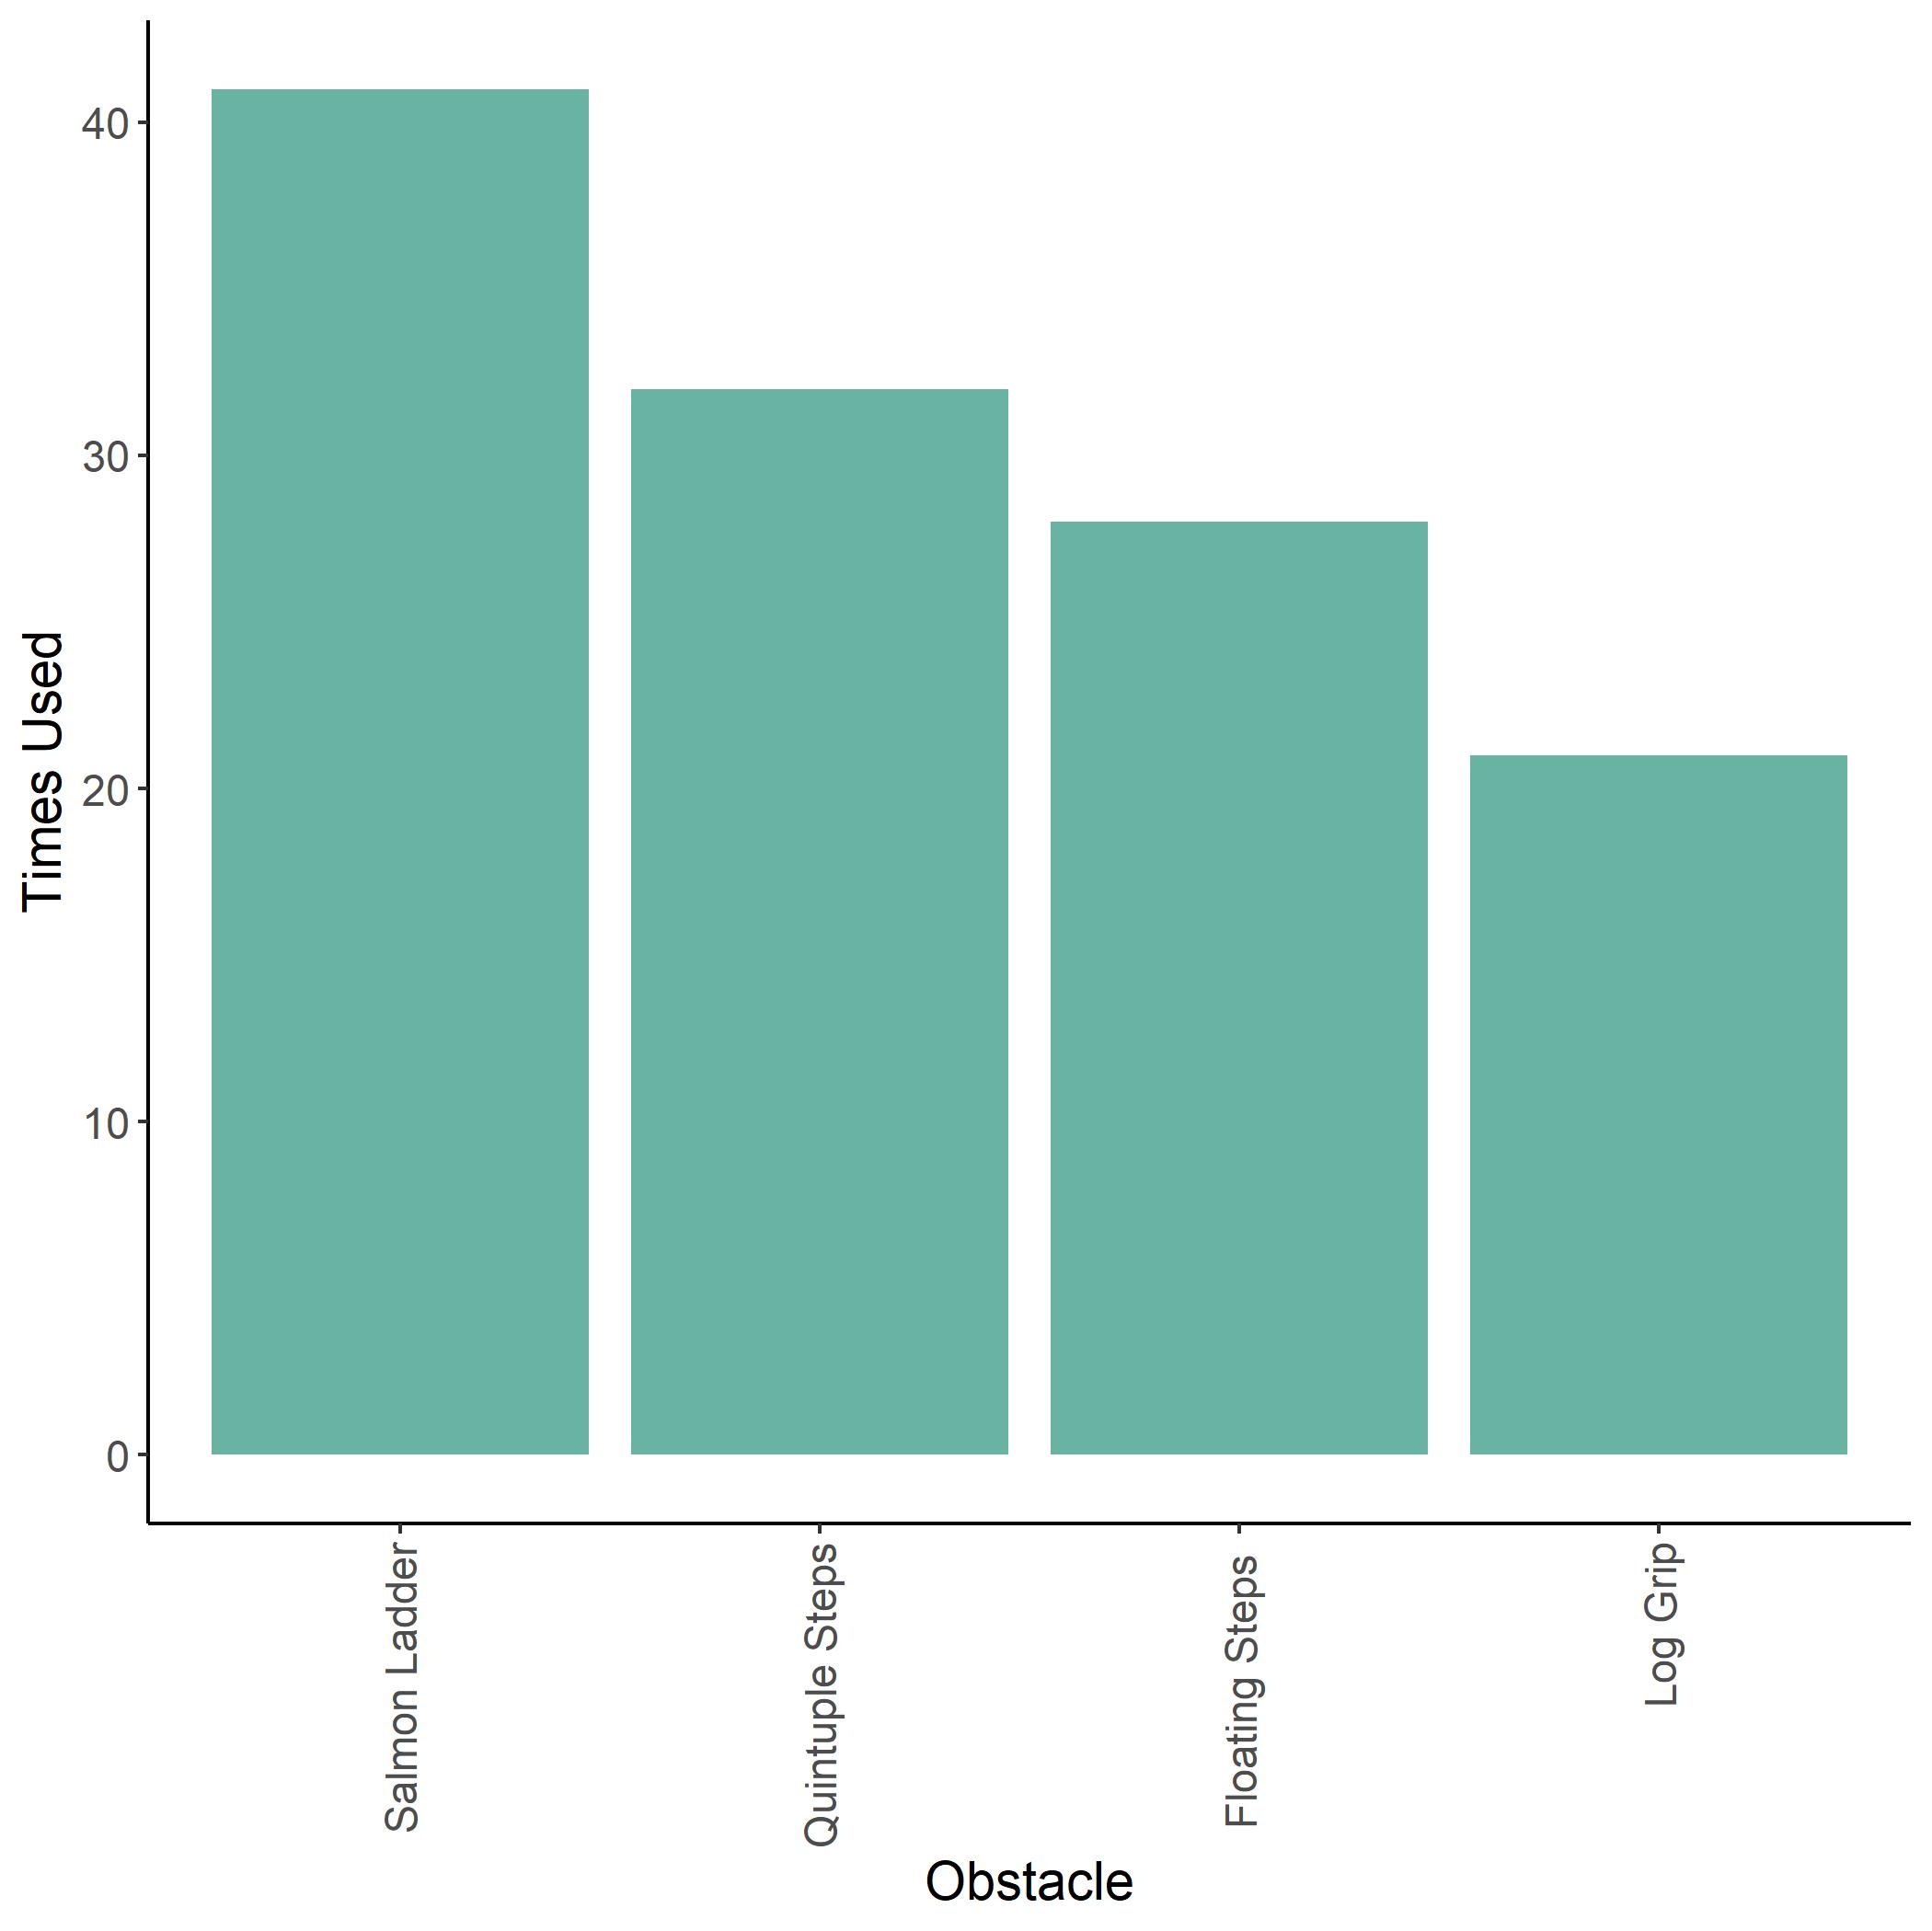 Times Used
40
30
20
10
0
Salmon Ladder
Quintuple Steps
Floating Steps
Log Grip
Obstacle